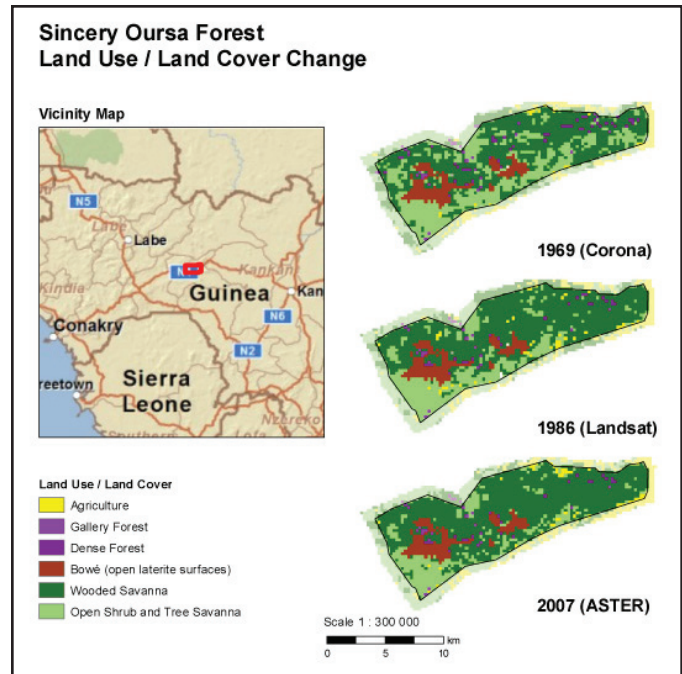 Sincery Oursa Forest
Land Use / Land Cover Change
Vicinity Map
N5
Labe
Labe
Kankan
Kindia
Guinea
Kan
N6
Conakry
N2
reetown
Sierra
Leone
Nzereko
1969 (Corona)
1986 (Landsat)
2007 (ASTER)
Land Use / Land Cover
Agriculture
Gallery Forest
Dense Forest
Bowé (open laterite surfaces)
Wooded Savanna
Open Shrub and Tree Savanna
Scale 1 : 300 000
0 5 10 km